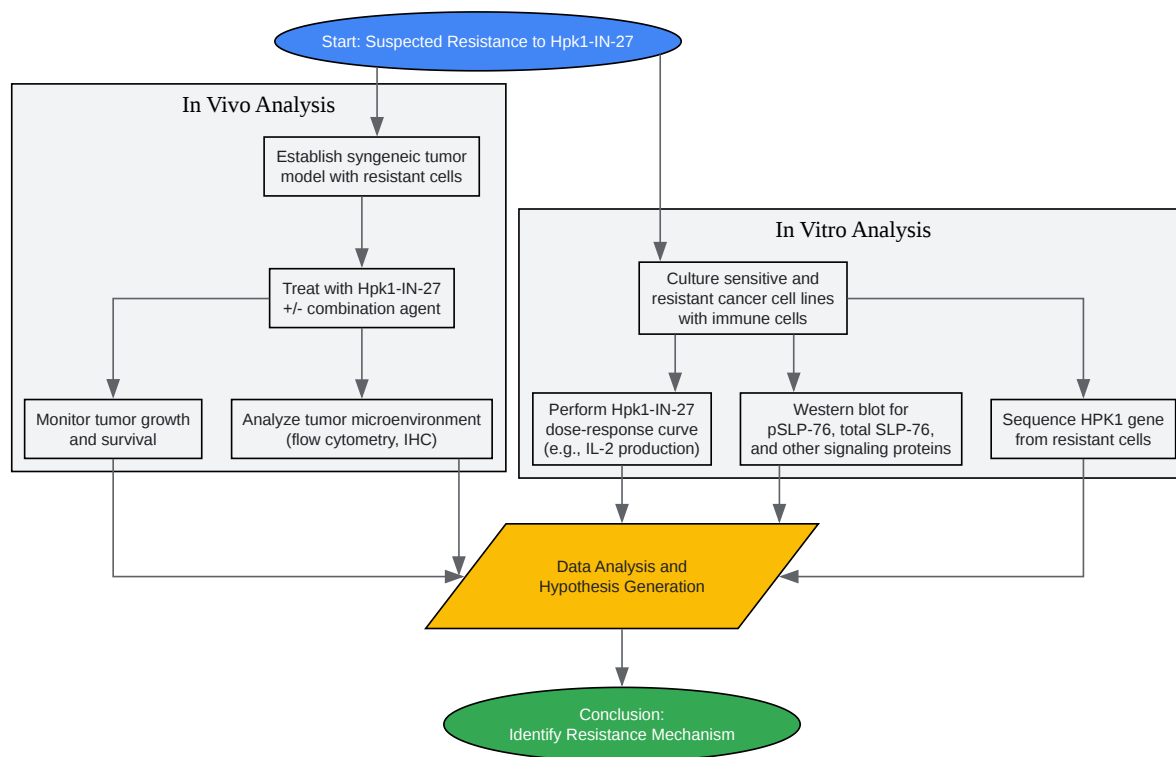 Start: Suspected Resistance to Hpk1-IN-27
In Vivo Analysis
Establish syngeneic tumor
model with resistant cells
Treat with Hpk1-IN-27
+/- combination agent
Monitor tumor growth
and survival
Analyze tumor microenvironment
(flow cytometry, IHC)
In Vitro Analysis
Culture sensitive and
resistant cancer cell lines
with immune cells
Perform Hpk1-IN-27
dose-response curve
(e.g., IL-2 production)
Western blot for
pSLP-76, total SLP-76,
and other signaling proteins
Sequence HPK1 gene
from resistant cells
Data Analysis and
Hypothesis Generation
Conclusion:
Identify Resistance Mechanism